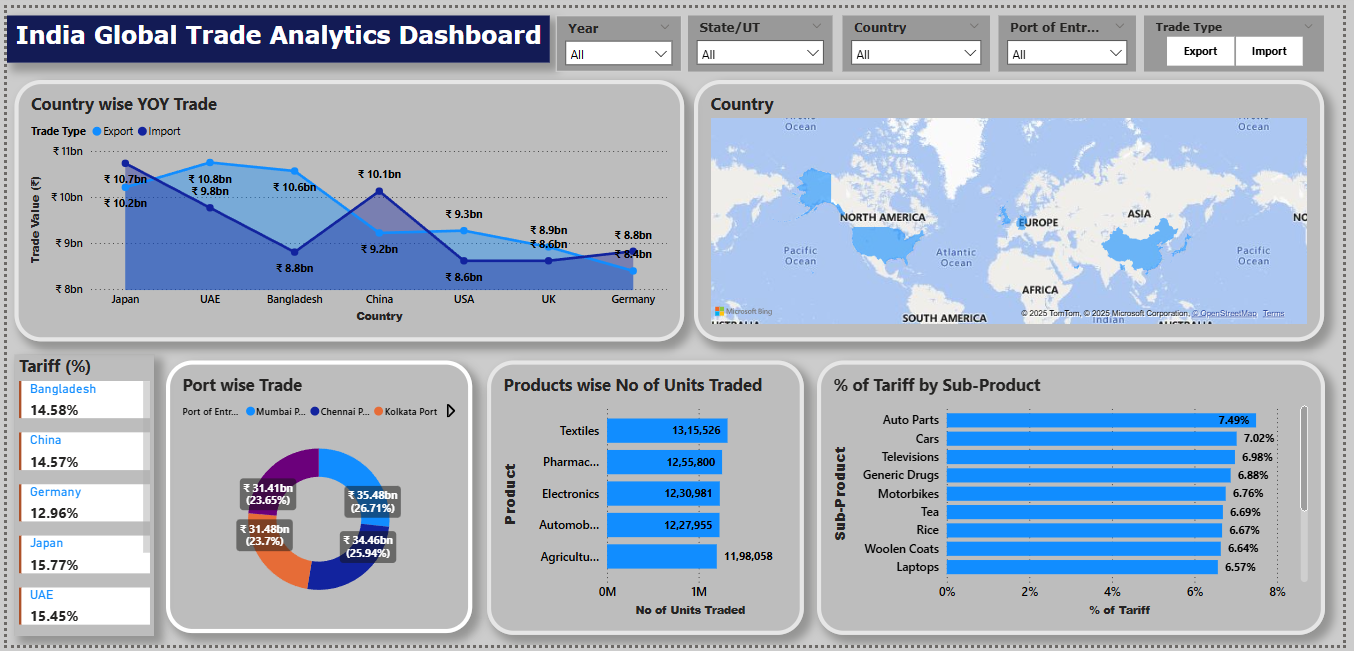 India Global Trade Analytics Dashboard
Year
All
State/UT
All
Country
All
Port of Entr...
All
Trade Type
Export
Import
Country wise YOY Trade
Trade Type Export Import
Trade Value (₹)
₹ 11bn
₹ 10bn
₹ 9bn
₹ 8bn
₹ 10.7bn
₹ 10.2bn
₹ 10.8bn
₹ 9.8bn
₹ 10.6bn
₹ 8.8bn
₹ 10.1bn
₹ 9.2bn
₹ 9.3bn
₹ 8.6bn
₹ 8.9bn
₹ 8.6bn
₹ 8.8bn
₹ 8.4bn
Japan UAE Bangladesh China USA UK Germany
Country
Country
Ocean
Ocean
NORTH AMERICA
EUROPE
ASIA
NO
Pacific
Ocean
Atlantic
Ocean
Pacific
Ocean
AFRICA
SOUTH AMERICA
Indian
Microsoft Bing
© 2025 TomTom, © 2025 Microsoft Corporation, © OpenStreetMap Terms
Tariff (%)
Bangladesh
14.58%
China
14.57%
Germany
12.96%
Japan
15.77%
UAE
15.45%
Port wise Trade
Port of Entr... Mumbai P... Chennai P... Kolkata Port
₹ 31.41bn
(23.65%)
₹ 35.48bn
(26.71%)
₹ 31.48bn
(23.7%)
₹ 34.46bn
(25.94%)
Products wise No of Units Traded
Product
Textiles 13,15,526
Pharmac... 12,55,800
Electronics 12,30,981
Automob... 12,27,955
Agricultu... 11,98,058
0M 1M
No of Units Traded
% of Tariff by Sub-Product
Sub-Product
Auto Parts 7.49%
Cars 7.02%
Televisions 6.98%
Generic Drugs 6.88%
Motorbikes 6.76%
Tea 6.69%
Rice 6.67%
Woolen Coats 6.64%
Laptops 6.57%
0% 2% 4% 6% 8%
% of Tariff